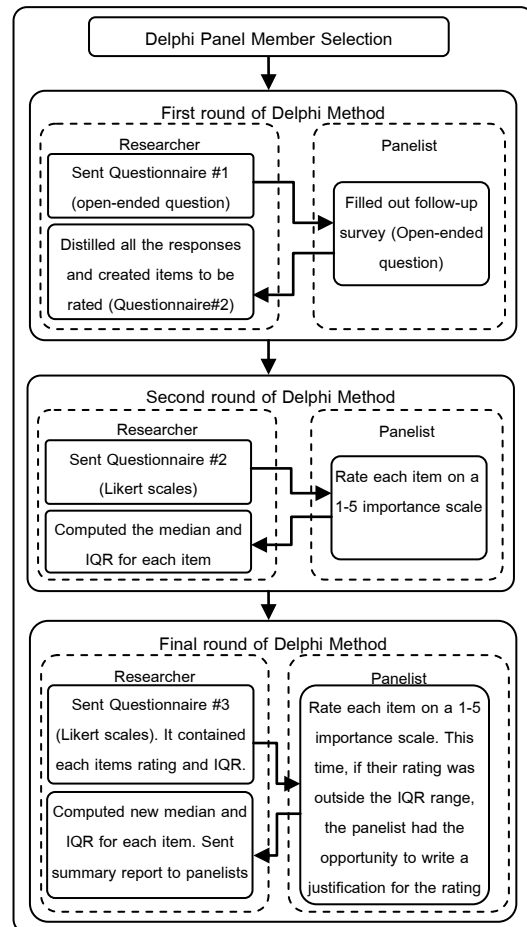 Delphi Panel Member Selection
First round of Delphi Method
Researcher
Sent Questionnaire #1
(open-ended question)
Distilled all the responses
and created items to be
rated (Questionnaire#2)
Panelist
Filled out follow-up
survey (Open-ended
question)
Second round of Delphi Method
Researcher
Sent Questionnaire #2
(Likert scales)
Computed the median and
IQR for each item
Panelist
Rate each item on a
1-5 importance scale
Final round of Delphi Method
Researcher
Sent Questionnaire #3
(Likert scales). It contained
each items rating and IQR.
Computed new median and
IQR for each item. Sent
summary report to panelists
Panelist
Rate each item on a 1-5
importance scale. This
time, if their rating was
outside the IQR range,
the panelist had the
opportunity to write a
justification for the rating